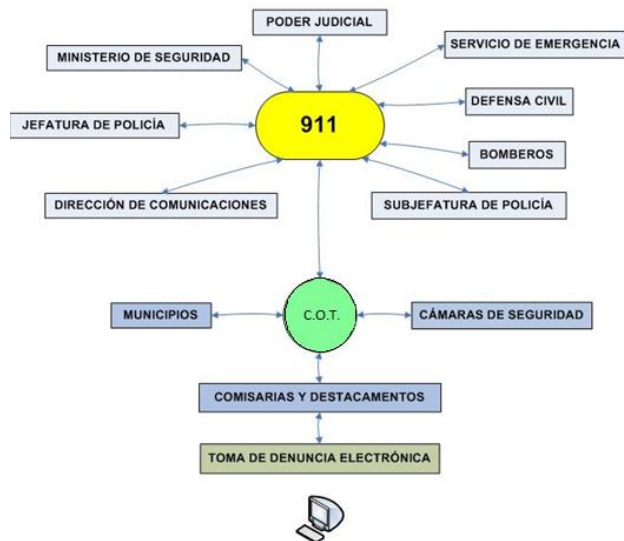 PODER JUDICIAL
SERVICIO DE EMERGENCIA
MINISTERIO DE SEGURIDAD
DEFENSA CIVIL
911
JEFATURA DE POLICÍA
BOMBEROS
DIRECCIÓN DE COMUNICACIONES
SUBJEFATURA DE POLICÍA
MUNICIPIOS
C.O.T.
CÁMARAS DE SEGURIDAD
COMISARIAS Y DESTACAMENTOS
TOMA DE DENUNCIA ELECTRÓNICA